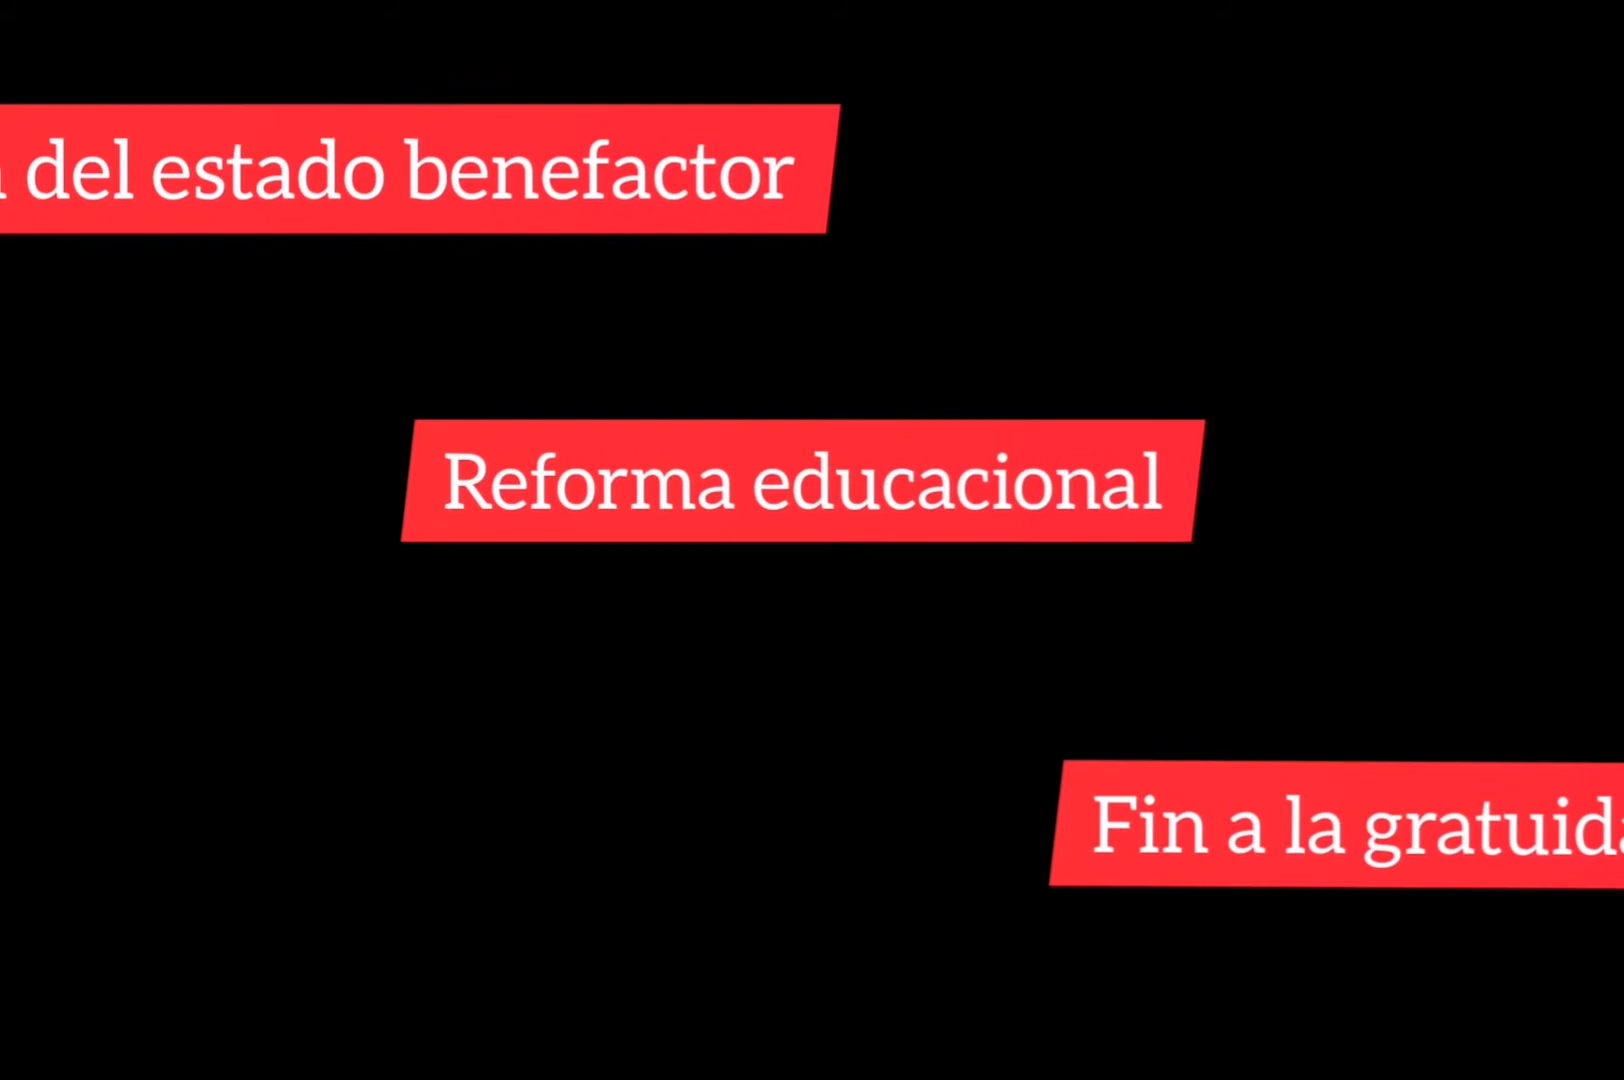 del estado benefactor
Reforma educacional
Fin a la